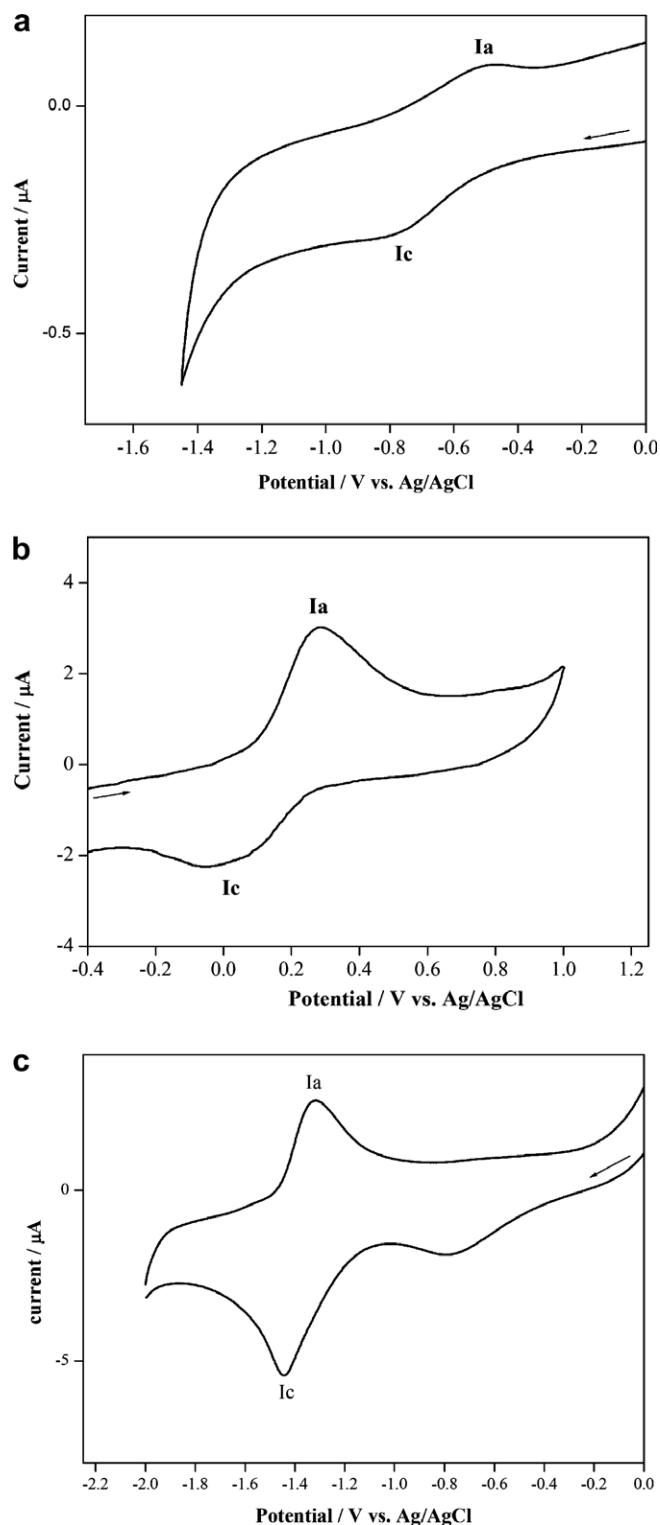 a
Ia
0.0
Ic
-0.5
Current / µA
-1.6 -1.4 -1.2 -1.0 -0.8 -0.6 -0.4 -0.2 0.0
Potential / V vs. Ag/AgCl
b
4
Ia
2
0
-2
Ic
-4
Current / µA
-0.4 -0.2 0.0 0.2 0.4 0.6 0.8 1.0 1.2
Potential / V vs. Ag/AgCl
c
Ia
0
-5
Ic
current / µA
-2.2 -2.0 -1.8 -1.6 -1.4 -1.2 -1.0 -0.8 -0.6 -0.4 -0.2 0.0
Potential / V vs. Ag/AgCl